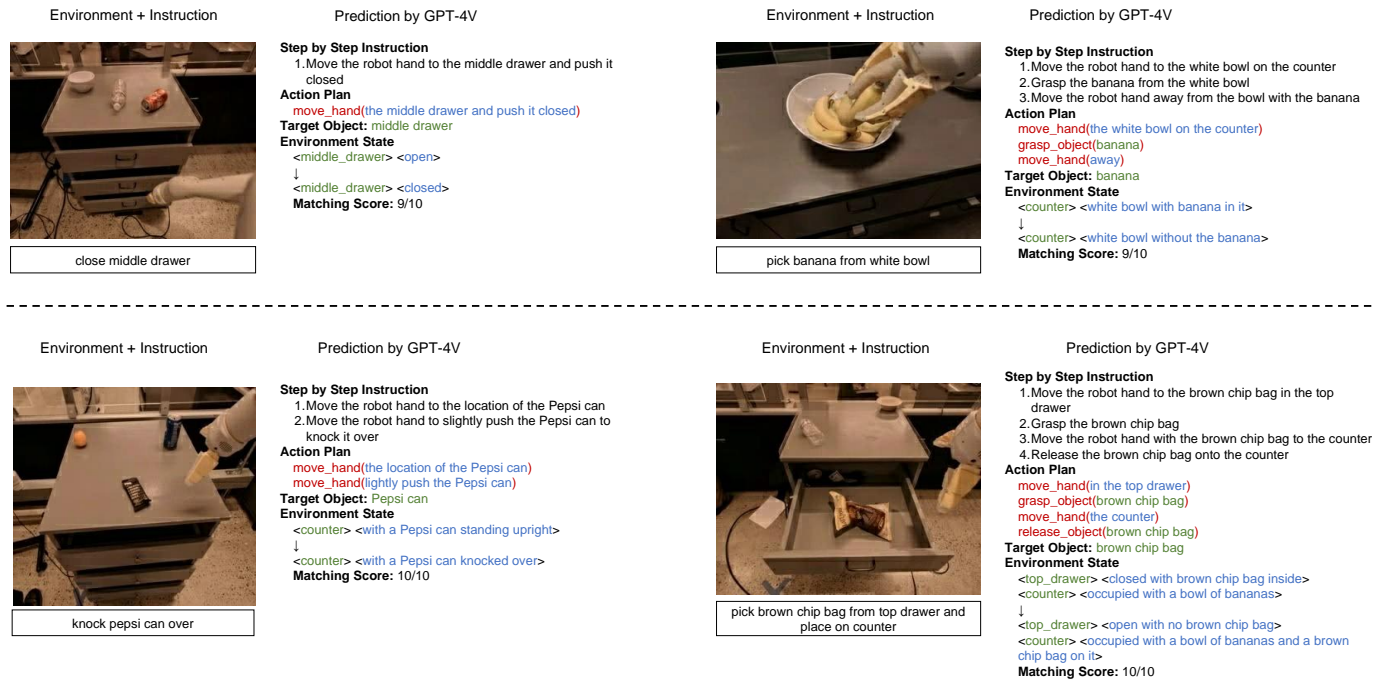 Environment + Instruction
Prediction by GPT-4V
Step by Step Instruction
1.Move the robot hand to the middle drawer and push it
closed
Action Plan
move_hand(the middle drawer and push it closed)
Target Object: middle drawer
Environment State
<middle_drawer> <open>
↓
<middle_drawer> <closed>
Matching Score: 9/10
close middle drawer
Environment + Instruction
Prediction by GPT-4V
Step by Step Instruction
1.Move the robot hand to the white bowl on the counter
2.Grasp the banana from the white bowl
3.Move the robot hand away from the bowl with the banana
Action Plan
move_hand(the white bowl on the counter)
grasp_object(banana)
move_hand(away)
Target Object: banana
Environment State
<counter> <white bowl with banana in it>
↓
<counter> <white bowl without the banana>
Matching Score: 9/10
pick banana from white bowl
Environment + Instruction
Prediction by GPT-4V
Step by Step Instruction
1.Move the robot hand to the location of the Pepsi can
2.Move the robot hand to slightly push the Pepsi can to
knock it over
Action Plan
move_hand(the location of the Pepsi can)
move_hand(lightly push the Pepsi can)
Target Object: Pepsi can
Environment State
<counter> <with a Pepsi can standing upright>
↓
<counter> <with a Pepsi can knocked over>
Matching Score: 10/10
knock pepsi can over
Environment + Instruction
Prediction by GPT-4V
Step by Step Instruction
1.Move the robot hand to the brown chip bag in the top
drawer
2.Grasp the brown chip bag
3.Move the robot hand with the brown chip bag to the counter
4.Release the brown chip bag onto the counter
Action Plan
move_hand(in the top drawer)
grasp_object(brown chip bag)
move_hand(the counter)
release_object(brown chip bag)
Target Object: brown chip bag
Environment State
<top_drawer> <closed with brown chip bag inside>
<counter> <occupied with a bowl of bananas>
↓
<top_drawer> <open with no brown chip bag>
<counter> <occupied with a bowl of bananas and a brown
chip bag on it>
Matching Score: 10/10
pick brown chip bag from top drawer and
place on counter